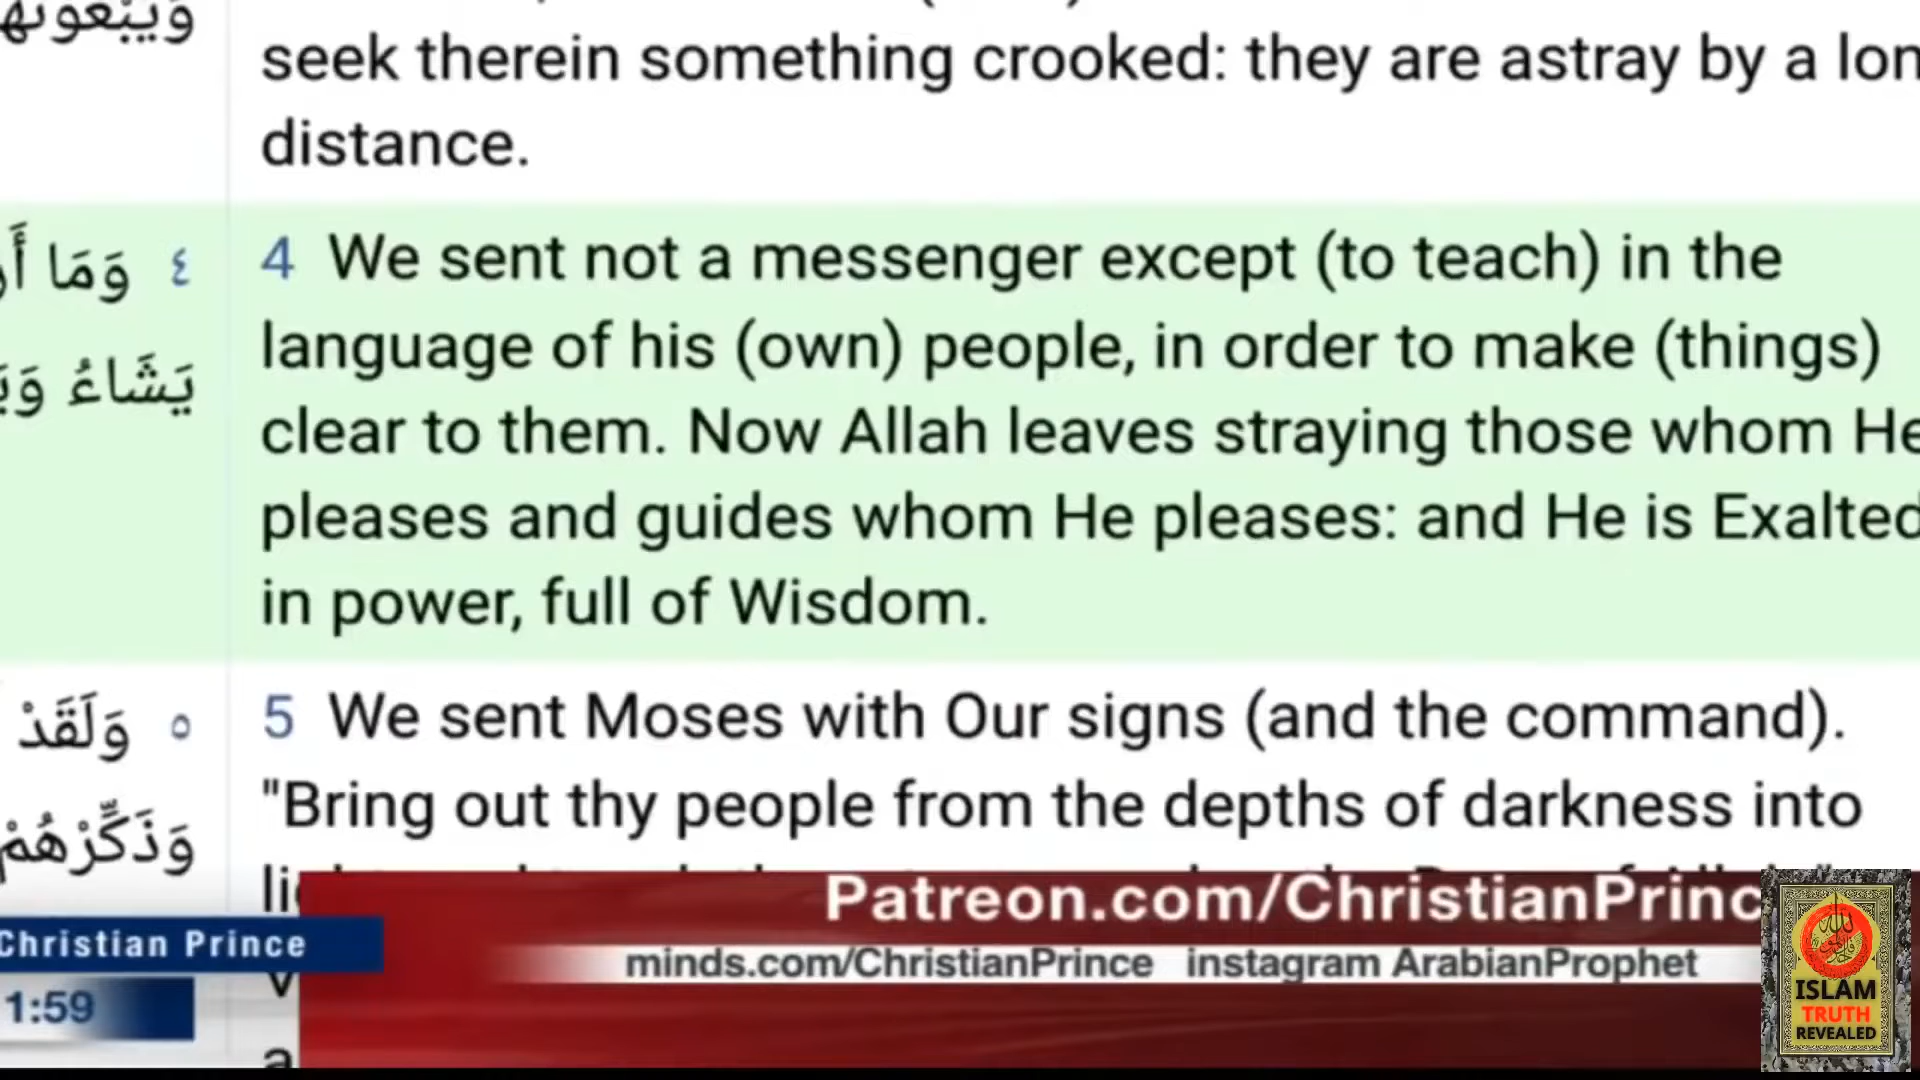 seek therein something crooked: they are astray by a
distance.
٤ وَمَا
يَشَاءُ
4 We sent not a messenger except (to teach) in the
language of his (own) people, in order to make (things)
clear to them. Now Allah leaves straying those whom He
pleases and guides whom He pleases: and He is Exalted
in power, full of Wisdom.
٥ وَلَقَدْ
وَذَكِّرْهُمْ
5 We sent Moses with Our signs (and the command).
"Bring out thy people from the depths of darkness into
Patreon.com/ChristianPrinc
Christian Prince
minds.com/ChristianPrince instagram ArabianProphet
1:59
ISLAM
TRUTH
REVEALED